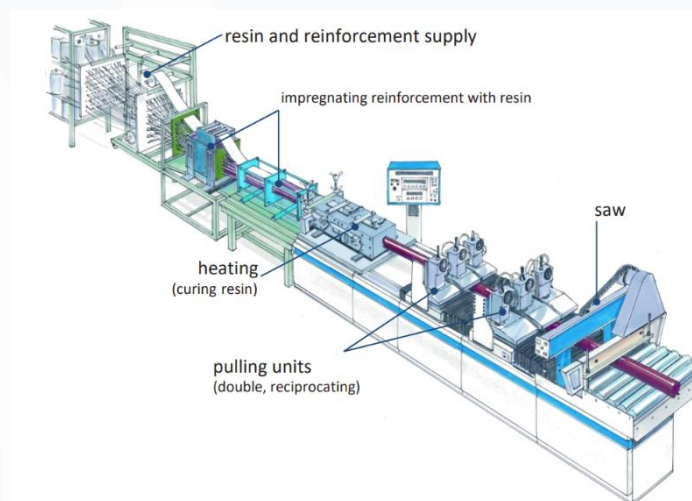 resin and reinforcement supply
impregnating reinforcement with resin
saw
heating
(curing resin)
pulling units
(double, reciprocating)